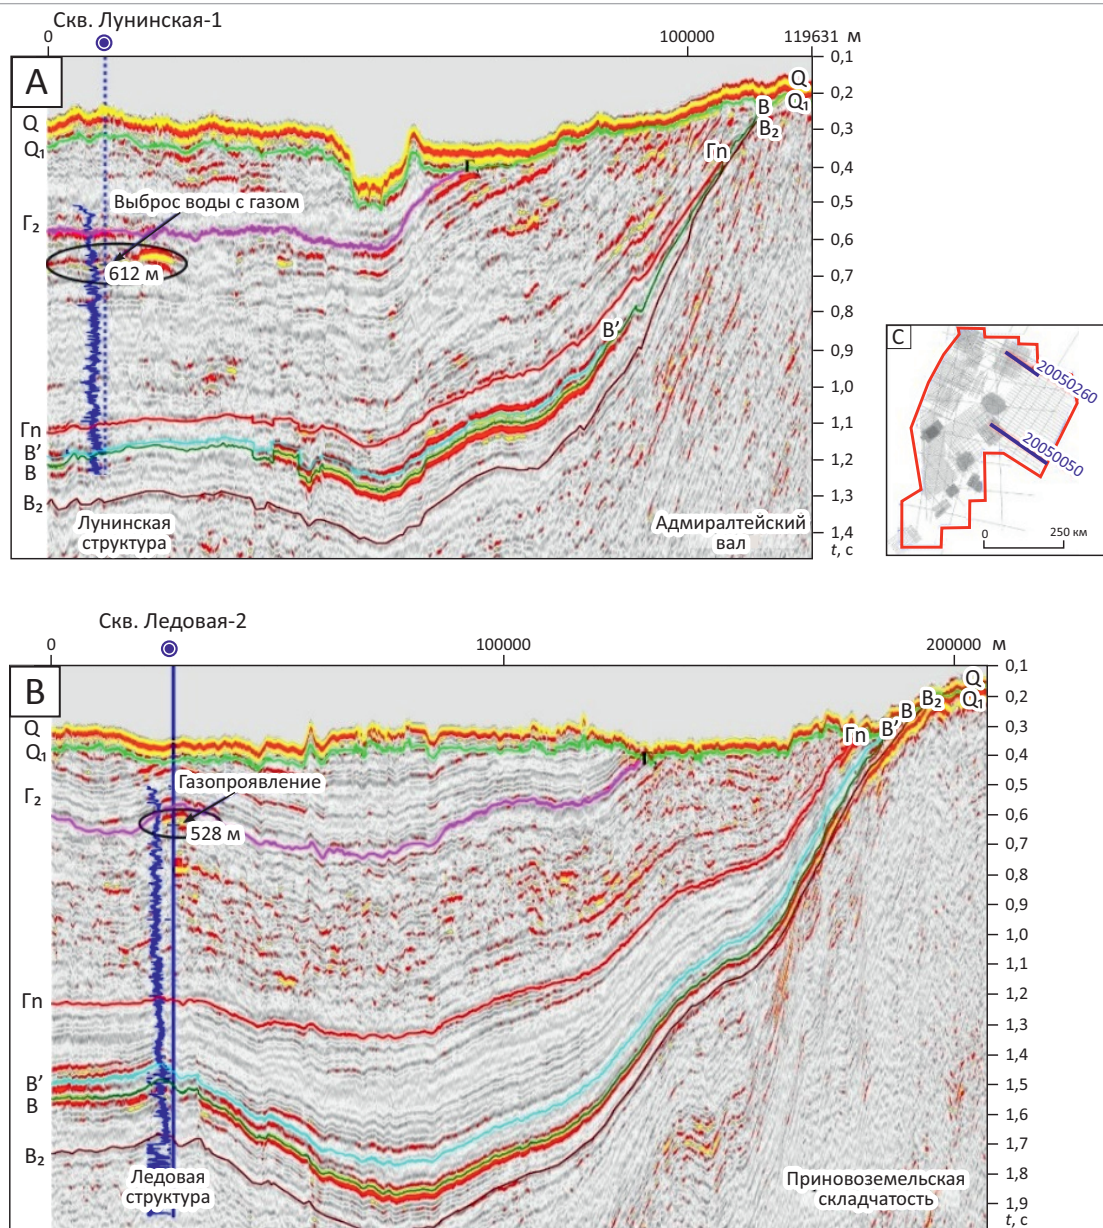 Скв. Лунинская-1
0
100000
119631 м
A
0,1
0,2
0,3
0,4
0,5
0,6
0,7
0,8
0,9
1,0
1,1
1,2
1,3
1,4
t, с
Q
Q₁
Г₂
Гп
В'
В
В₂
Q
Q₁
В
В₂
Гп
В'
Выброс воды с газом
612 м
Лунинская
структура
Адмиралтейский
вал
C
20050260
20050050
0
250 км
Скв. Ледовая-2
0
100000
200000 м
B
0,1
0,2
0,3
0,4
0,5
0,6
0,7
0,8
0,9
1,0
1,1
1,2
1,3
1,4
1,5
1,6
1,7
1,8
1,9
t, с
Q
Q₁
Г₂
Гп
В'
В
В₂
Q
Q₁
В₂
В
В'
Гп
Газопроявление
528 м
Ледовая
структура
Приновоземельская
складчатость